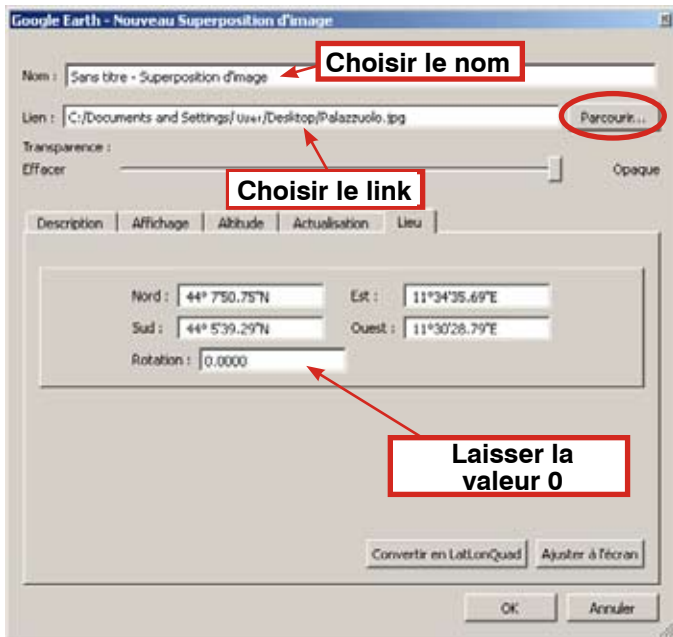 Google Earth - Nouveau Superposition d'image
Choisir le nom
Nom : Sans titre - Superposition d'image
Lien : C:/Documents and Settings/User/Desktop/Palazzuolo.jpg Parcourir...
Transparence :
Effacer Opaque
Choisir le link
Description Affichage Altitude Actualisation Lieu
Nord : 44° 7'50.75"N Est : 11°34'35.69"E
Sud : 44° 5'39.29"N Ouest : 11°30'28.79"E
Rotation : 0.0000
Laisser la
valeur 0
Convertir en LatLonQuad Ajuster à l'écran
OK Annuler